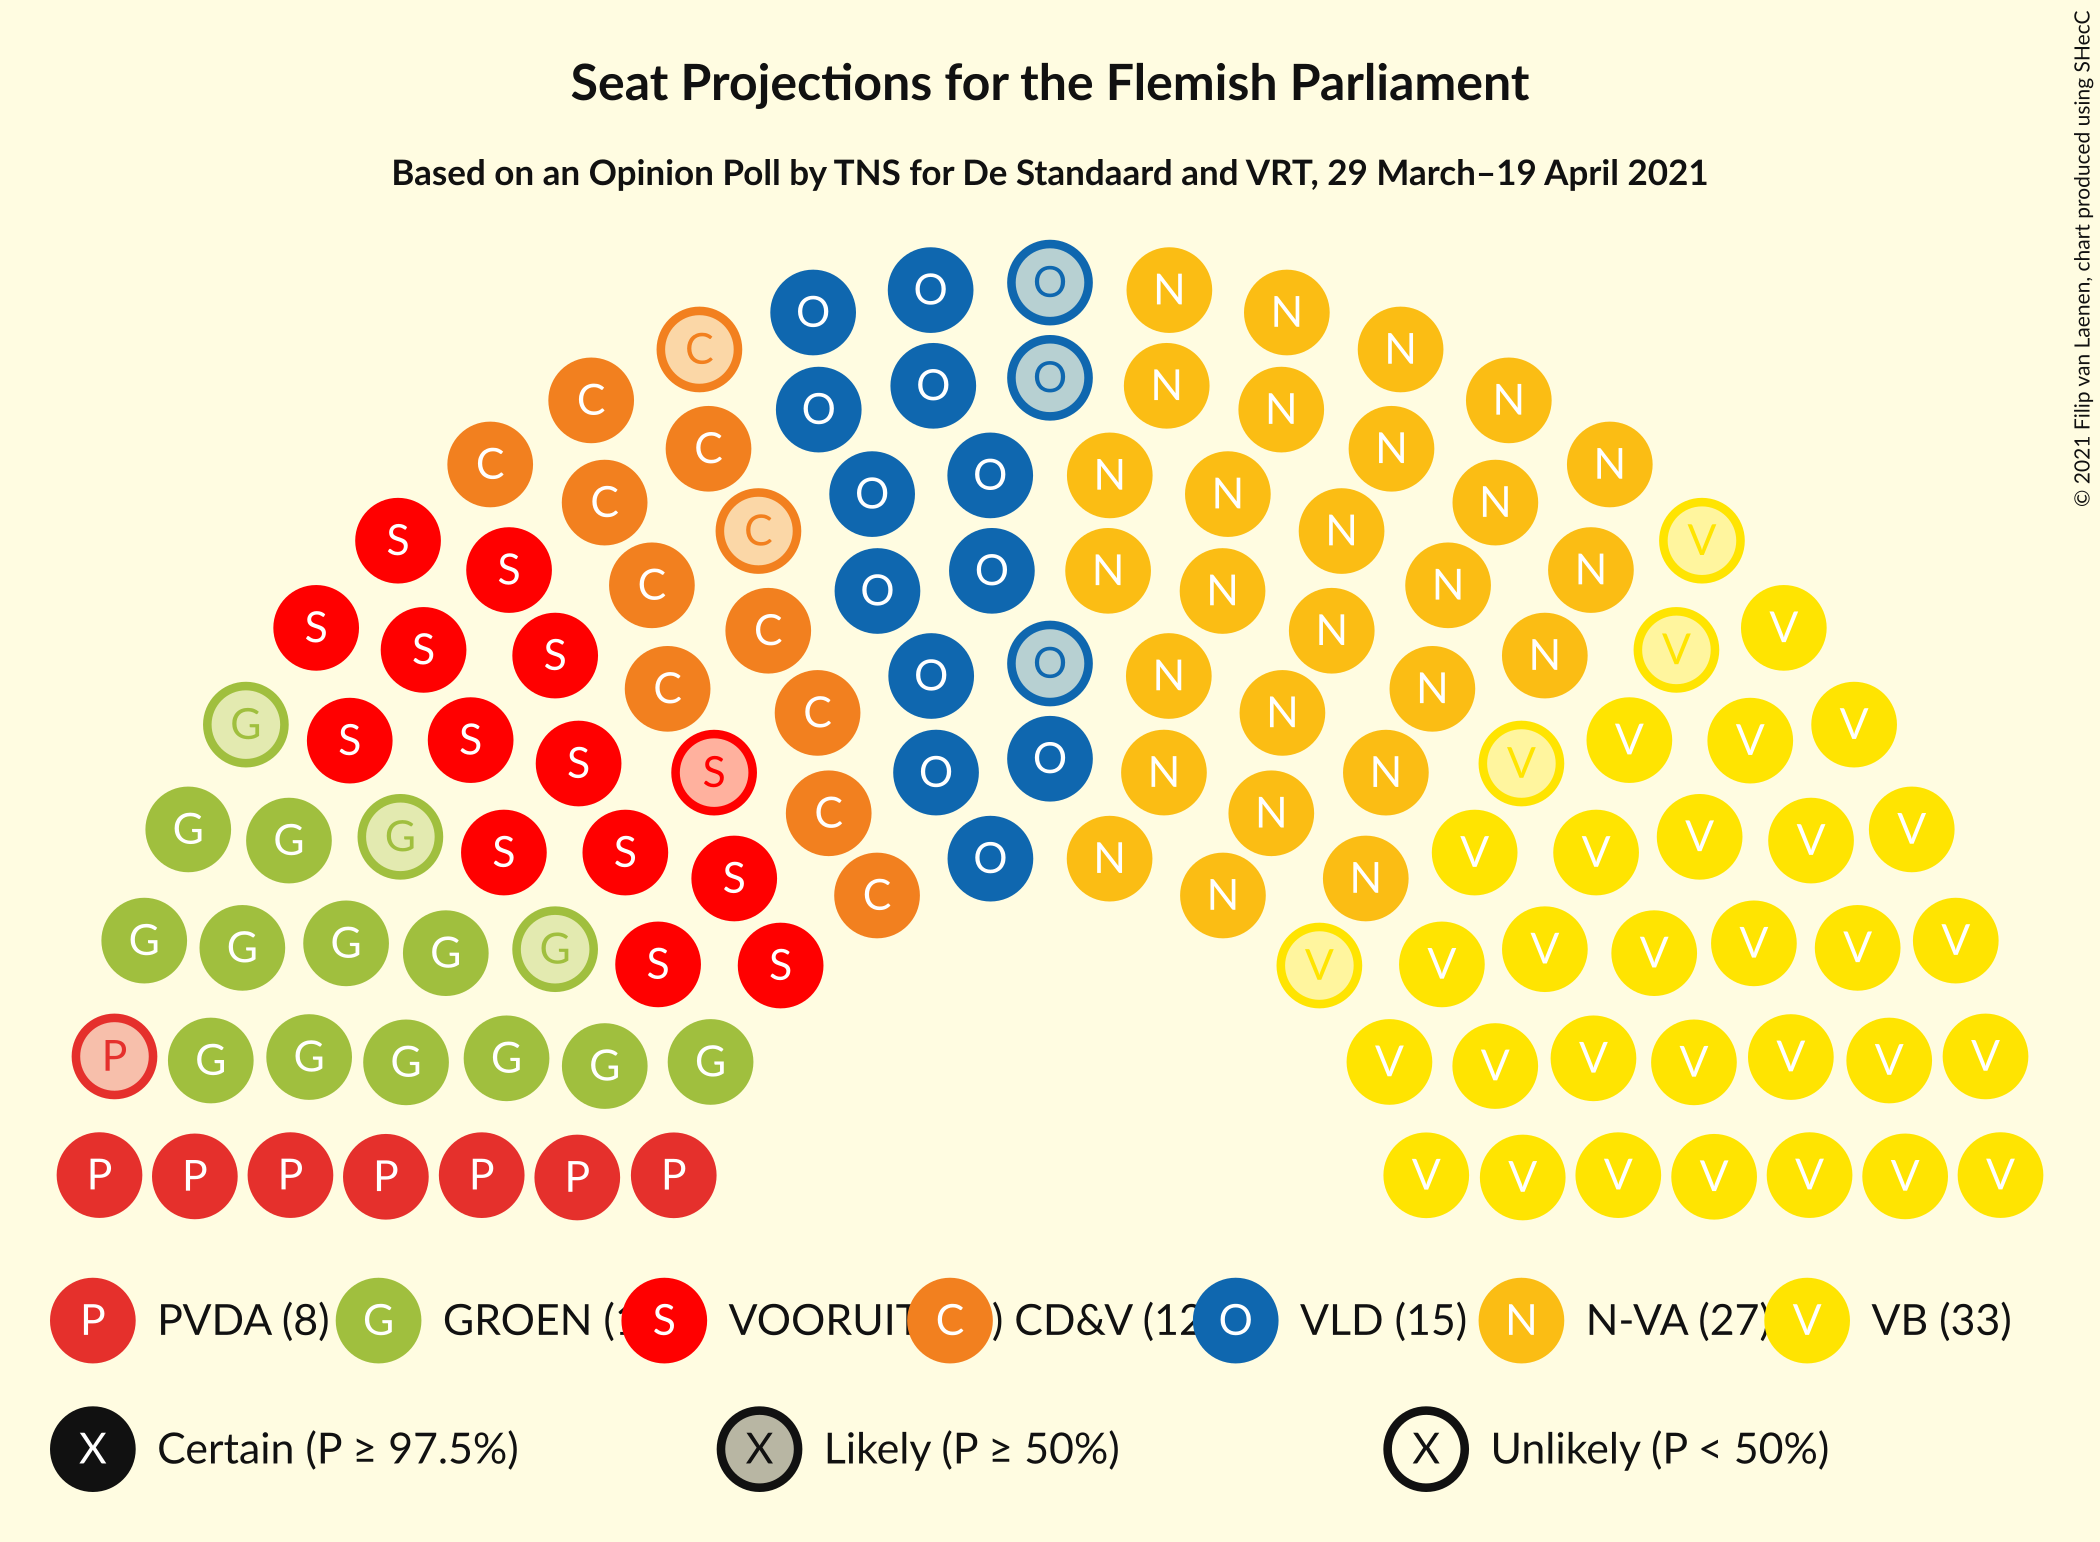 Seat Projections for the Flemish Parliament
Based on an Opinion Poll by TNS for De Standaard and VRT, 29 March–19 April 2021
© 2021 Filip van Laenen, chart produced using SHecC
O O O N N
C O O O N N N
C C O O N N N
C C C O O N N N N
S S C C O O N N N N V
S S S C C O O N N N N V V
G S S S C C O N N N N V V
G G G S S S S C O O N N N V V V V
P G G G G G S S C O N N N V V V V V V V
G G G G G G S S V V V V V V V V
P P P P P P P V V V V V V V
P PVDA (8) G GROEN ( S VOORUIT C ) CD&V (12 O VLD (15) N N-VA (27) V VB (33)
X Certain (P ≥ 97.5%) X Likely (P ≥ 50%) X Unlikely (P < 50%)